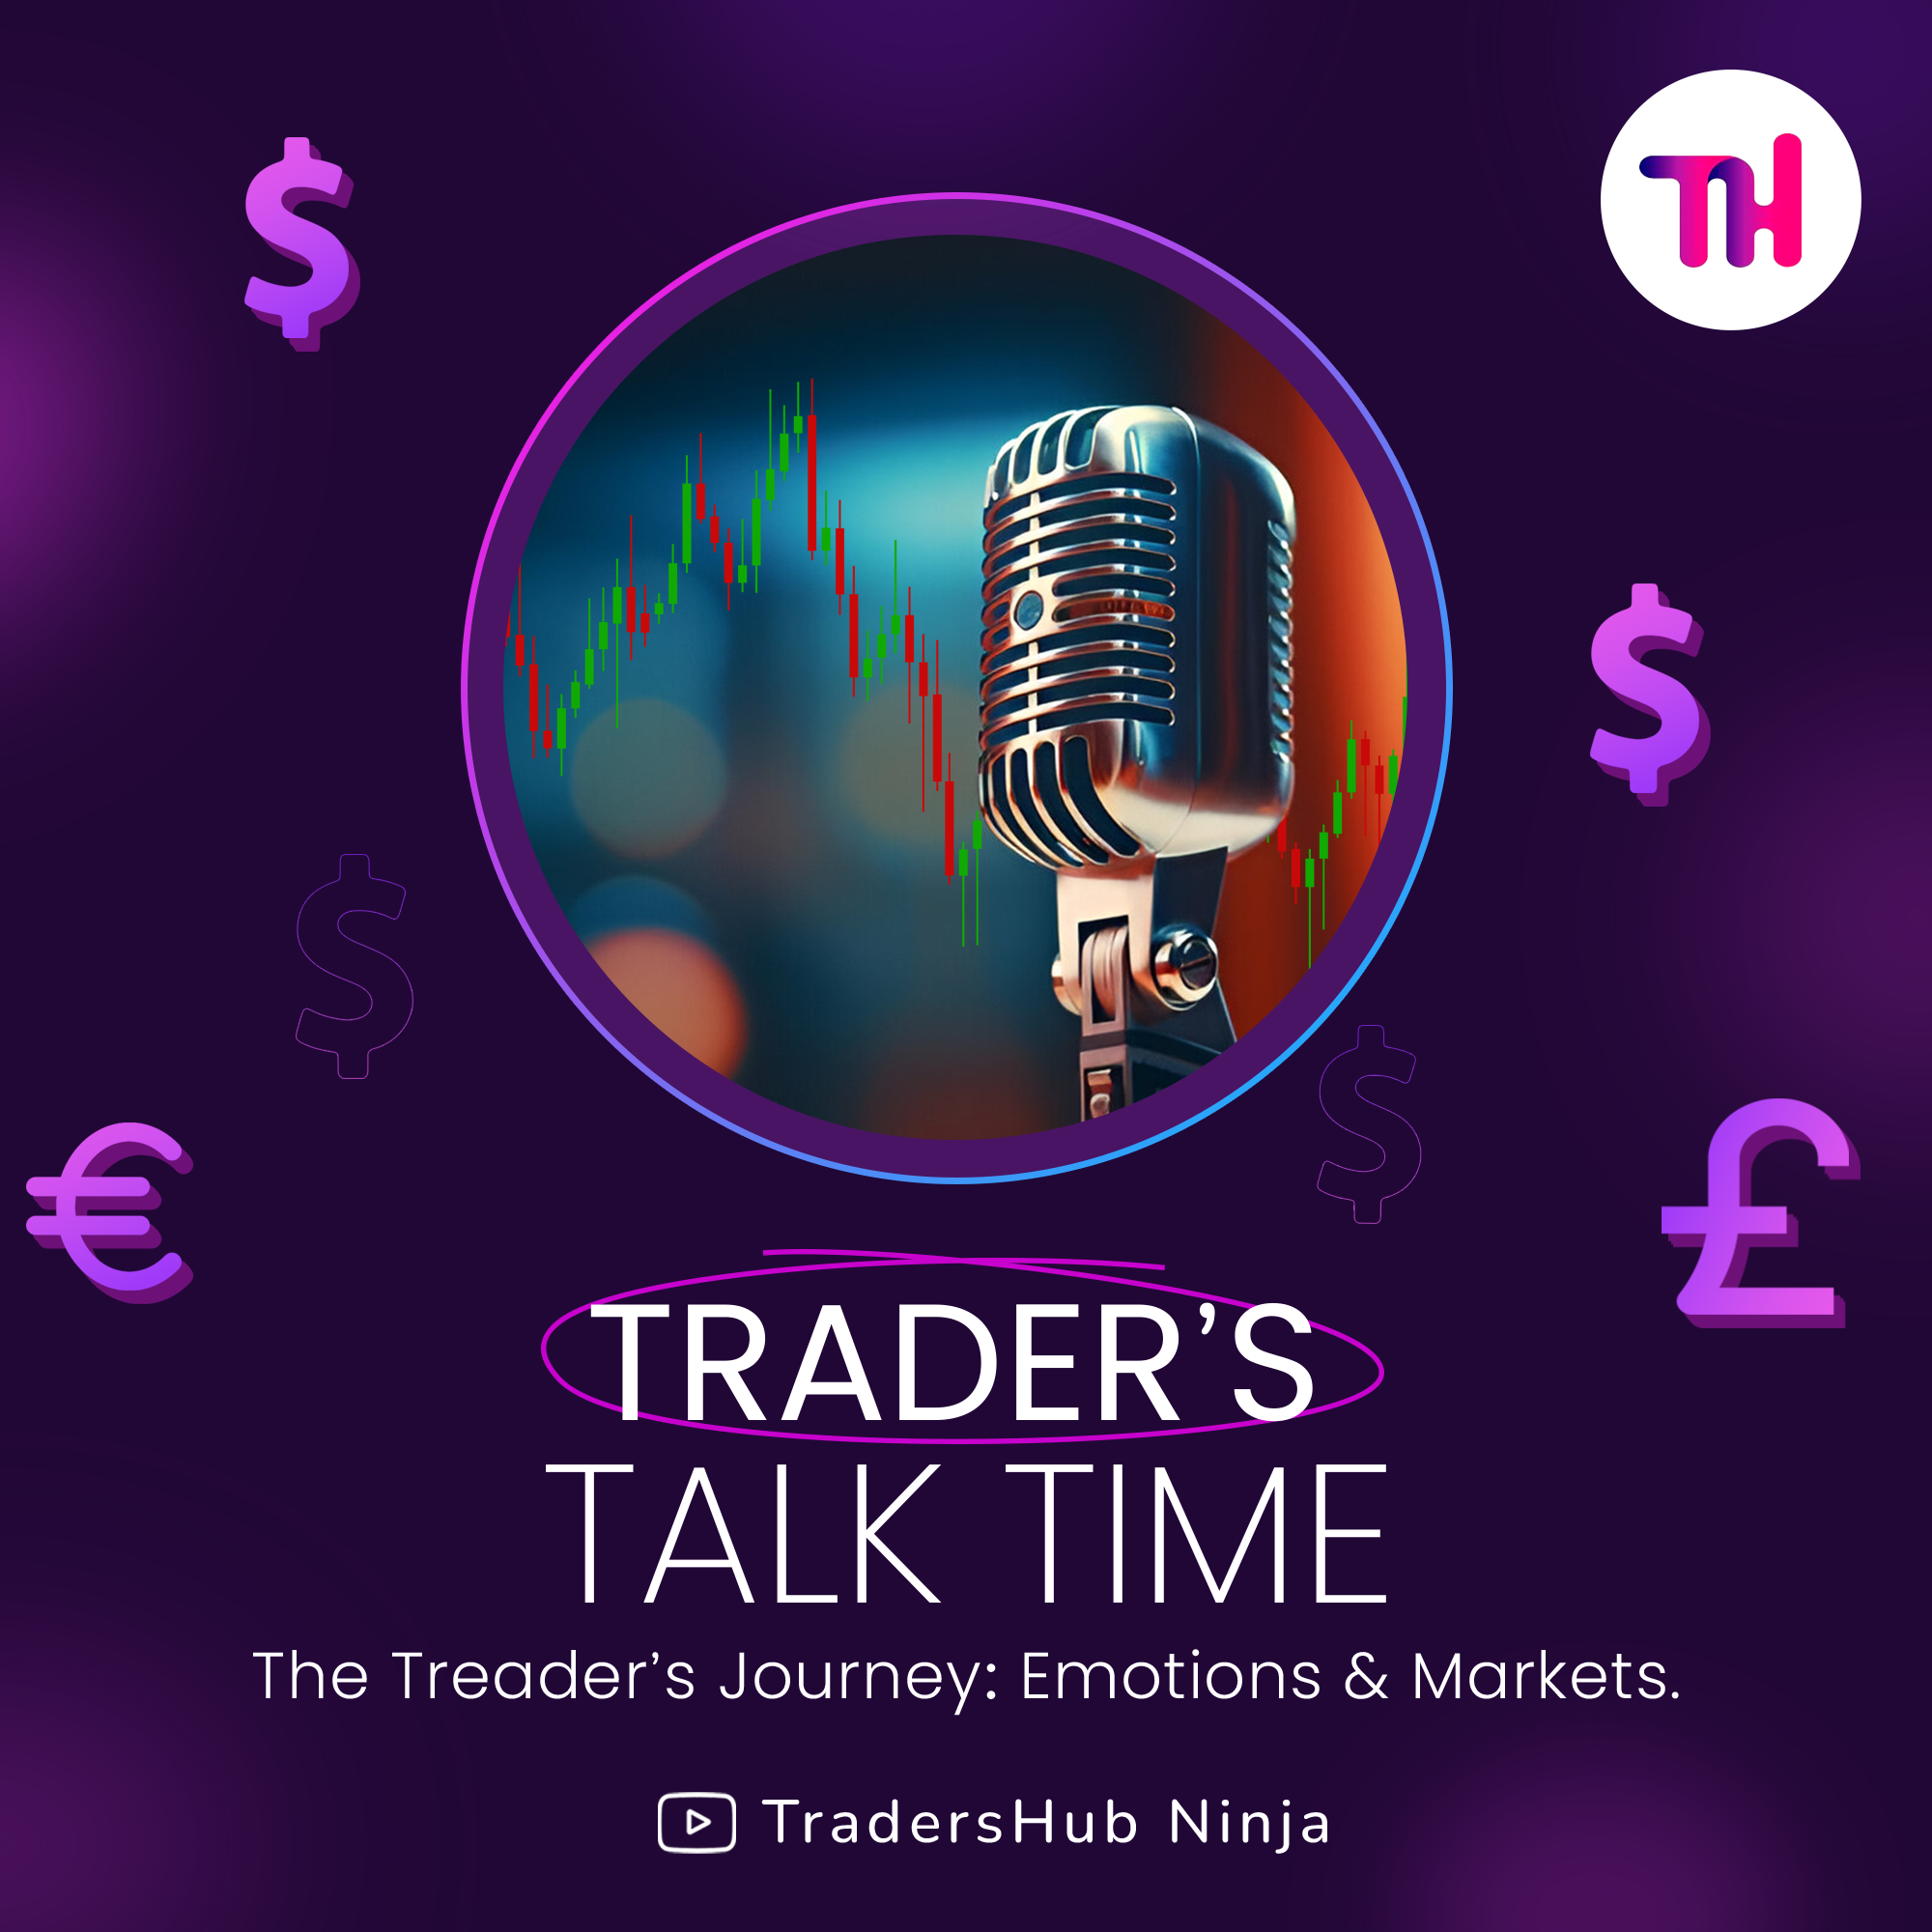 TH
TRADER’S
TALK TIME
The Treader’s Journey: Emotions & Markets.
TradersHub Ninja